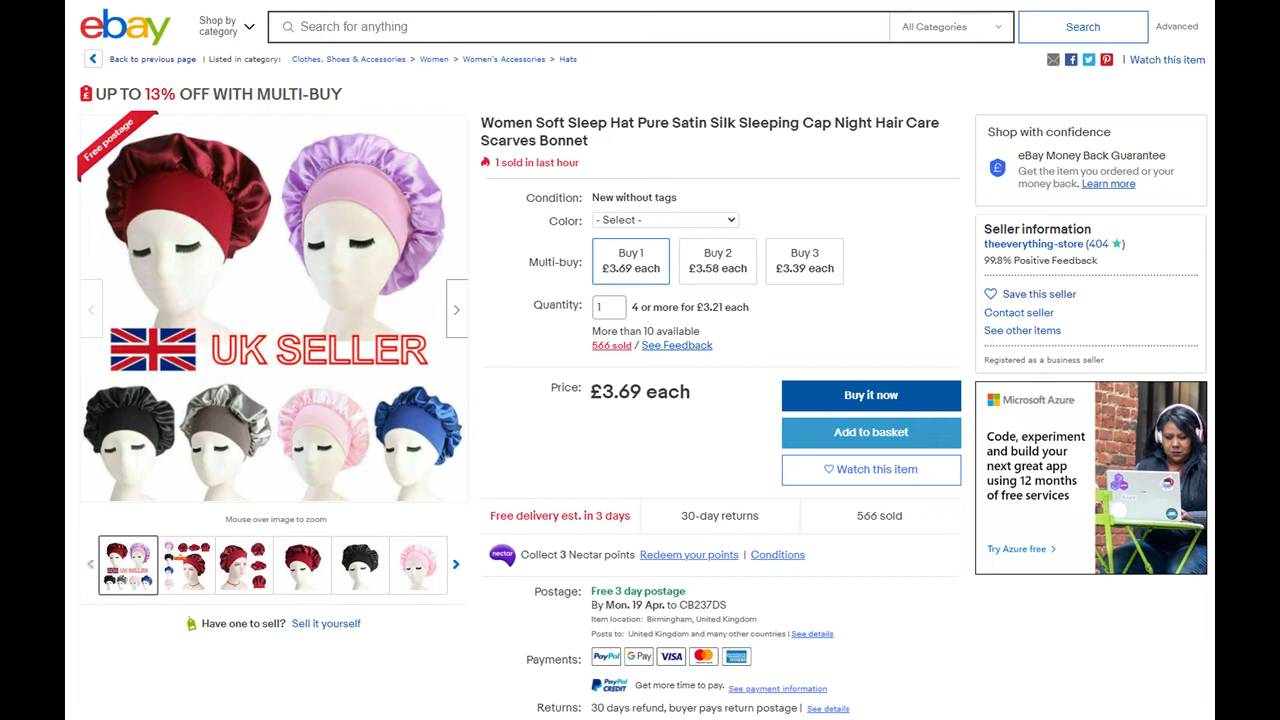 ebay
Shop by
category
Search for anything
All Categories
Search
Advanced
Back to previous page | Listed in category: Clothes, Shoes & Accessories > Women > Women's Accessories > Hats
| Watch this item
UP TO 13% OFF WITH MULTI-BUY
Free postage
UK SELLER
Mouse over image to zoom
Have one to sell? Sell it yourself
Women Soft Sleep Hat Pure Satin Silk Sleeping Cap Night Hair Care
Scarves Bonnet
1 sold in last hour
Condition: New without tags
Color: - Select -
Multi-buy:
Buy 1
£3.69 each
Buy 2
£3.58 each
Buy 3
£3.39 each
Quantity: 1 4 or more for £3.21 each
More than 10 available
566 sold / See Feedback
Price: £3.69 each
Buy it now
Add to basket
Watch this item
Free delivery est. in 3 days
30-day returns
566 sold
nectar Collect 3 Nectar points Redeem your points | Conditions
Postage: Free 3 day postage
By Mon. 19 Apr. to CB237DS
Item location: Birmingham, United Kingdom
Posts to: United Kingdom and many other countries | See details
Payments: PayPal G Pay VISA
PayPal CREDIT Get more time to pay. See payment information
Returns: 30 days refund, buyer pays return postage | See details
Shop with confidence
eBay Money Back Guarantee
Get the item you ordered or your
money back. Learn more
Seller information
theeverything-store (404 ★)
99.8% Positive Feedback
Save this seller
Contact seller
See other items
Registered as a business seller
Microsoft Azure
Code, experiment
and build your
next great app
using 12 months
of free services
Try Azure free >